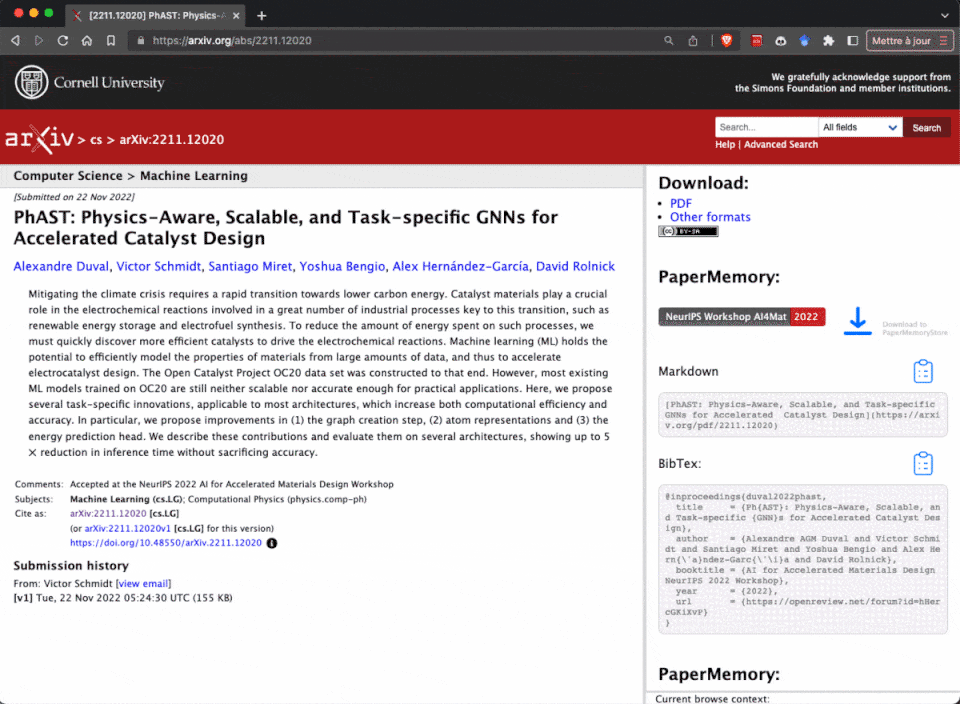 [2211.12020] PhAST: Physics-A
https://arxiv.org/abs/2211.12020
Mettre à jour
Cornell University
We gratefully acknowledge support from
the Simons Foundation and member institutions.
arXiv > cs > arXiv:2211.12020
Search...
All fields
Search
Help | Advanced Search
Computer Science > Machine Learning
[Submitted on 22 Nov 2022]
PhAST: Physics-Aware, Scalable, and Task-specific GNNs for
Accelerated Catalyst Design
Alexandre Duval, Victor Schmidt, Santiago Miret, Yoshua Bengio, Alex Hernández-García, David Rolnick
Mitigating the climate crisis requires a rapid transition towards lower carbon energy. Catalyst materials play a crucial
role in the electrochemical reactions involved in a great number of industrial processes key to this transition, such as
renewable energy storage and electrofuel synthesis. To reduce the amount of energy spent on such processes, we
must quickly discover more efficient catalysts to drive the electrochemical reactions. Machine learning (ML) holds the
potential to efficiently model the properties of materials from large amounts of data, and thus to accelerate
electrocatalyst design. The Open Catalyst Project OC20 data set was constructed to that end. However, most existing
ML models trained on OC20 are still neither scalable nor accurate enough for practical applications. Here, we propose
several task-specific innovations, applicable to most architectures, which increase both computational efficiency and
accuracy. In particular, we propose improvements in (1) the graph creation step, (2) atom representations and (3) the
energy prediction head. We describe these contributions and evaluate them on several architectures, showing up to 5
× reduction in inference time without sacrificing accuracy.
Comments: Accepted at the NeurIPS 2022 AI for Accelerated Materials Design Workshop
Subjects: Machine Learning (cs.LG); Computational Physics (physics.comp-ph)
Cite as: arXiv:2211.12020 [cs.LG]
(or arXiv:2211.12020v1 [cs.LG] for this version)
https://doi.org/10.48550/arXiv.2211.12020
Submission history
From: Victor Schmidt [view email]
[v1] Tue, 22 Nov 2022 05:24:30 UTC (155 KB)
Download:
• PDF
• Other formats
(cc) BY-SA
PaperMemory:
NeurIPS Workshop AI4Mat 2022
Download to
PaperMemoryStore
Markdown
[PhAST: Physics-Aware, Scalable, and Task-specific
GNNs for Accelerated  Catalyst Design](https://arxi
v.org/pdf/2211.12020)
BibTex:
@inproceedings{duval2022phast,
title = {Ph{AST}: Physics-Aware, Scalable, an
d Task-specific {GNN}s for Accelerated Catalyst Des
ign},
author = {Alexandre AGM Duval and Victor Schmi
dt and Santiago Miret and Yoshua Bengio and Alex He
rn{\'a}ndez-Garc{\'\i}a and David Rolnick},
booktitle = {AI for Accelerated Materials Design
NeurIPS 2022 Workshop},
year = {2022},
url = {https://openreview.net/forum?id=hHer
cGKiXvP}
}
PaperMemory:
Current browse context: